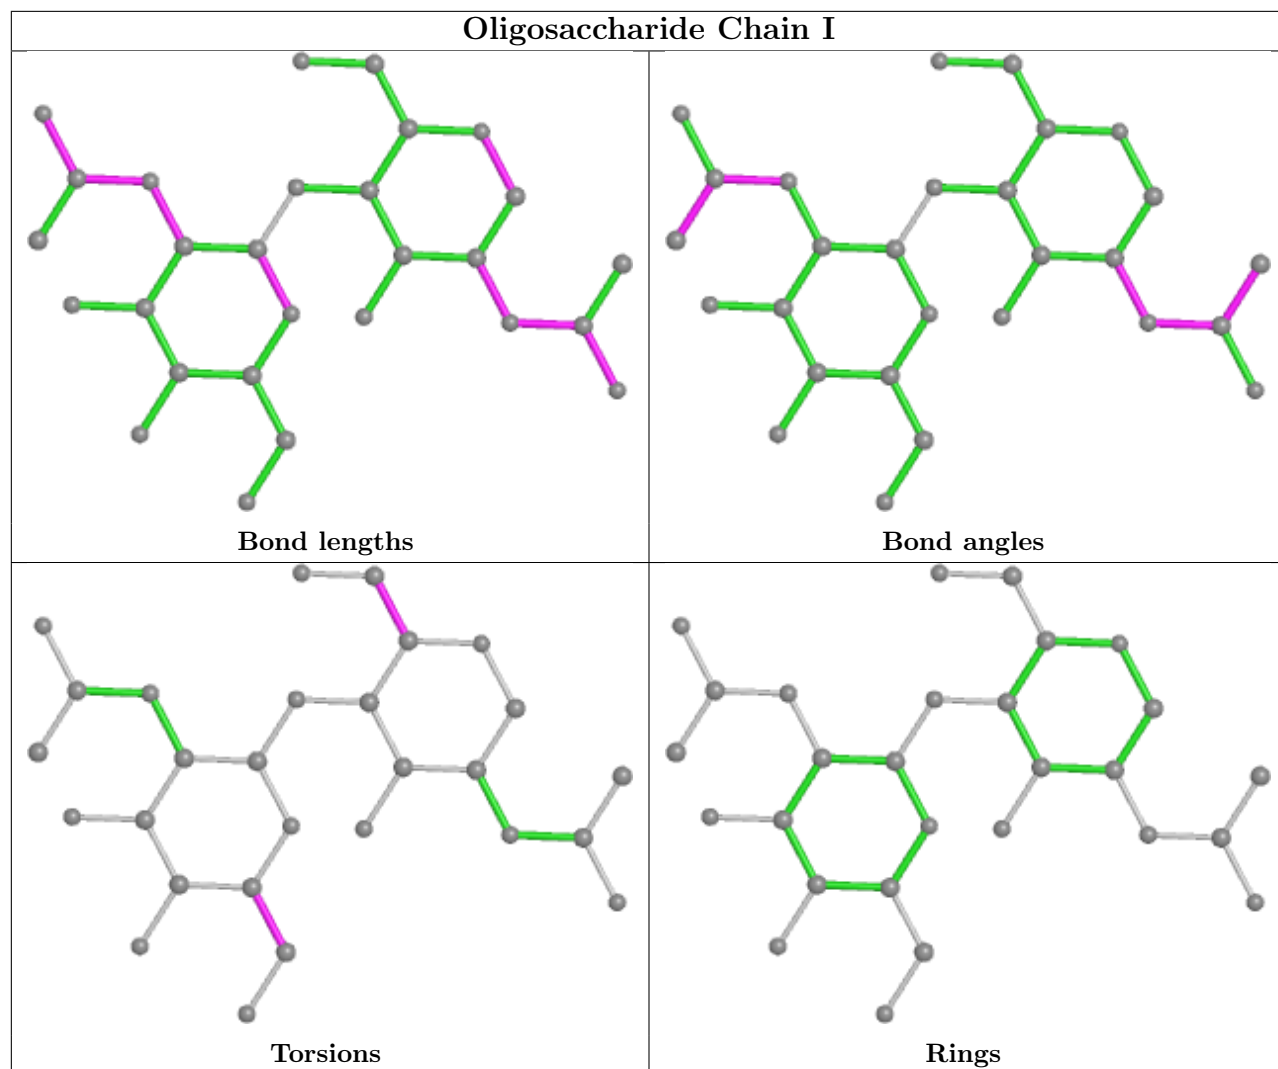 Oligosaccharide Chain I
Bond lengths
Bond angles
Torsions
Rings